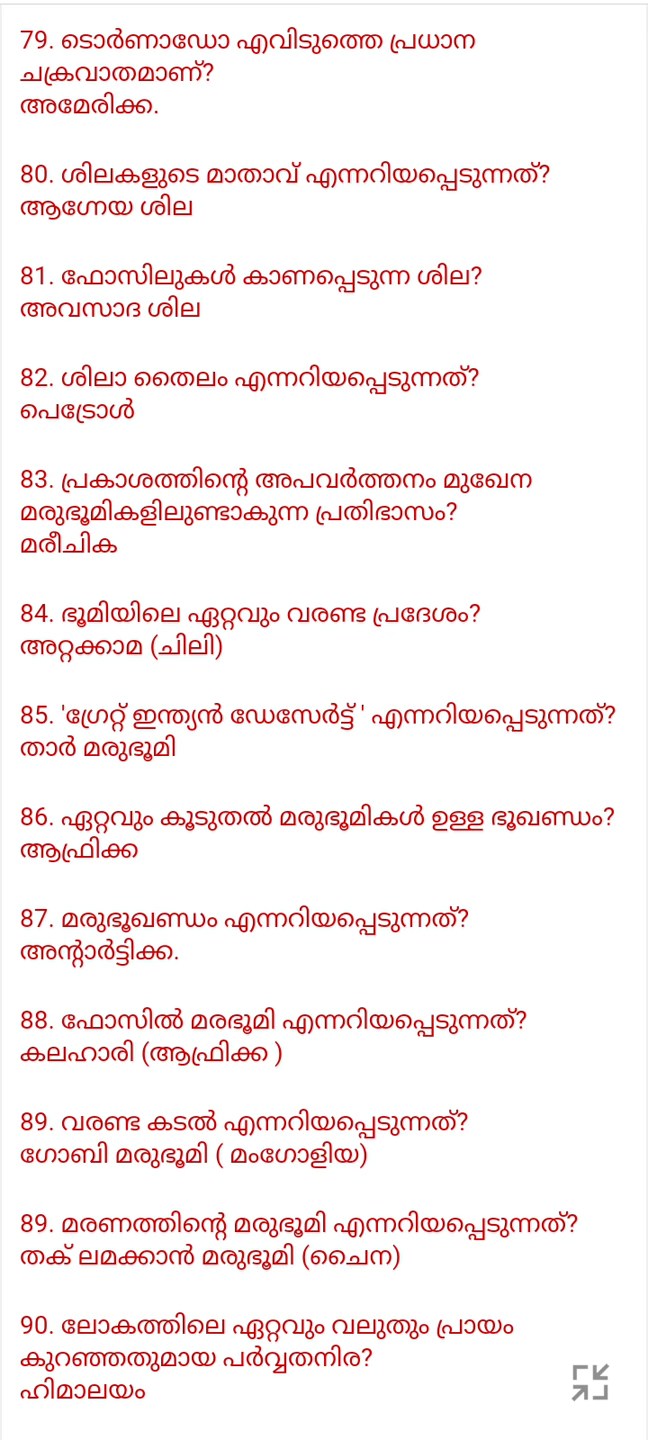 79. ടൊർണാഡോ എവിടുത്തെ പ്രധാന
ചക്രവാതമാണ്?
അമേരിക്ക.
80. ശിലകളുടെ മാതാവ് എന്നറിയപ്പെടുന്നത്?
ആഗ്നേയ ശില
81. ഫോസിലുകൾ കാണപ്പെടുന്ന ശില?
അവസാദ ശില
82. ശിലാ തൈലം എന്നറിയപ്പെടുന്നത്?
പെട്രോൾ
83. പ്രകാശത്തിന്റെ അപവർത്തനം മുഖേന
മരുഭൂമികളിലുണ്ടാകുന്ന പ്രതിഭാസം?
മരീചിക
84. ഭൂമിയിലെ ഏറ്റവും വരണ്ട പ്രദേശം?
അറ്റക്കാമ (ചിലി)
85. 'ഗ്രേറ്റ് ഇന്ത്യൻ ഡേസേർട്ട് ' എന്നറിയപ്പെടുന്നത്?
താർ മരുഭൂമി
86. ഏറ്റവും കൂടുതൽ മരുഭൂമികൾ ഉള്ള ഭൂഖണ്ഡം?
ആഫ്രിക്ക
87. മരുഭൂഖണ്ഡം എന്നറിയപ്പെടുന്നത്?
അന്റാർട്ടിക്ക.
88. ഫോസിൽ മരഭൂമി എന്നറിയപ്പെടുന്നത്?
കലഹാരി (ആഫ്രിക്ക )
89. വരണ്ട കടൽ എന്നറിയപ്പെടുന്നത്?
ഗോബി മരുഭൂമി ( മംഗോളിയ)
89. മരണത്തിന്റെ മരുഭൂമി എന്നറിയപ്പെടുന്നത്?
തക് ലമക്കാൻ മരുഭൂമി (ചൈന)
90. ലോകത്തിലെ ഏറ്റവും വലുതും പ്രായം
കുറഞ്ഞതുമായ പർവ്വതനിര?
ഹിമാലയം